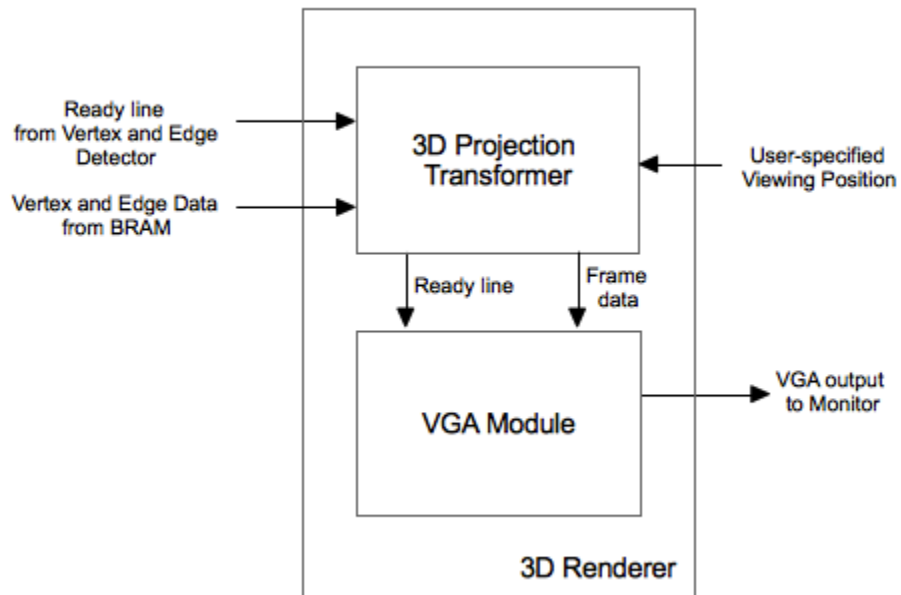 Ready line
from Vertex and Edge
Detector
Vertex and Edge Data
from BRAM
3D Projection
Transformer
User-specified
Viewing Position
Ready line
Frame
data
VGA Module
VGA output
to Monitor
3D Renderer